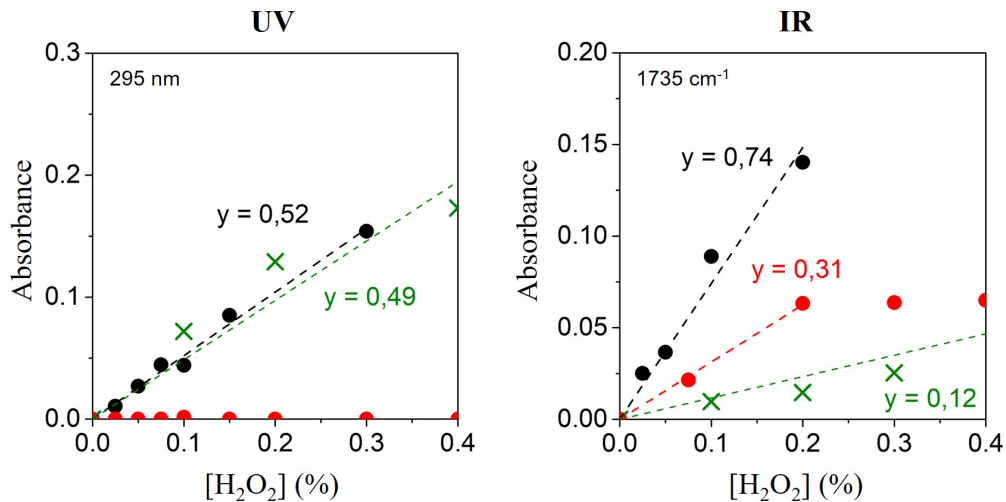 UV
295 nm
Absorbance
0.3
0.2
0.1
0.0
y = 0,52
y = 0,49
0.0 0.1 0.2 0.3 0.4
[H₂O₂] (%)
IR
1735 cm⁻¹
Absorbance
0.20
0.15
0.10
0.05
0.00
y = 0,74
y = 0,31
y = 0,12
0.0 0.1 0.2 0.3 0.4
[H₂O₂] (%)